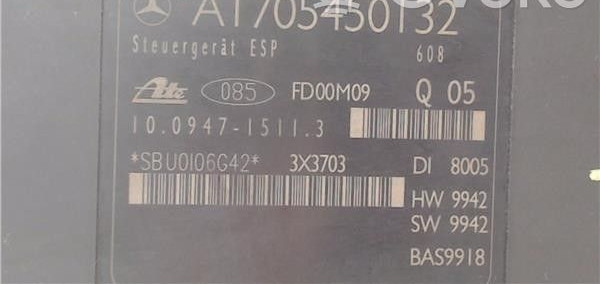 A1705450132
Steuergerät ESP 608
Ate 085 FD00M09 Q 05
10.0947-1511.3
*SBU0106G42* 3X3703 DI 8005
HW 9942
SW 9942
BAS9918